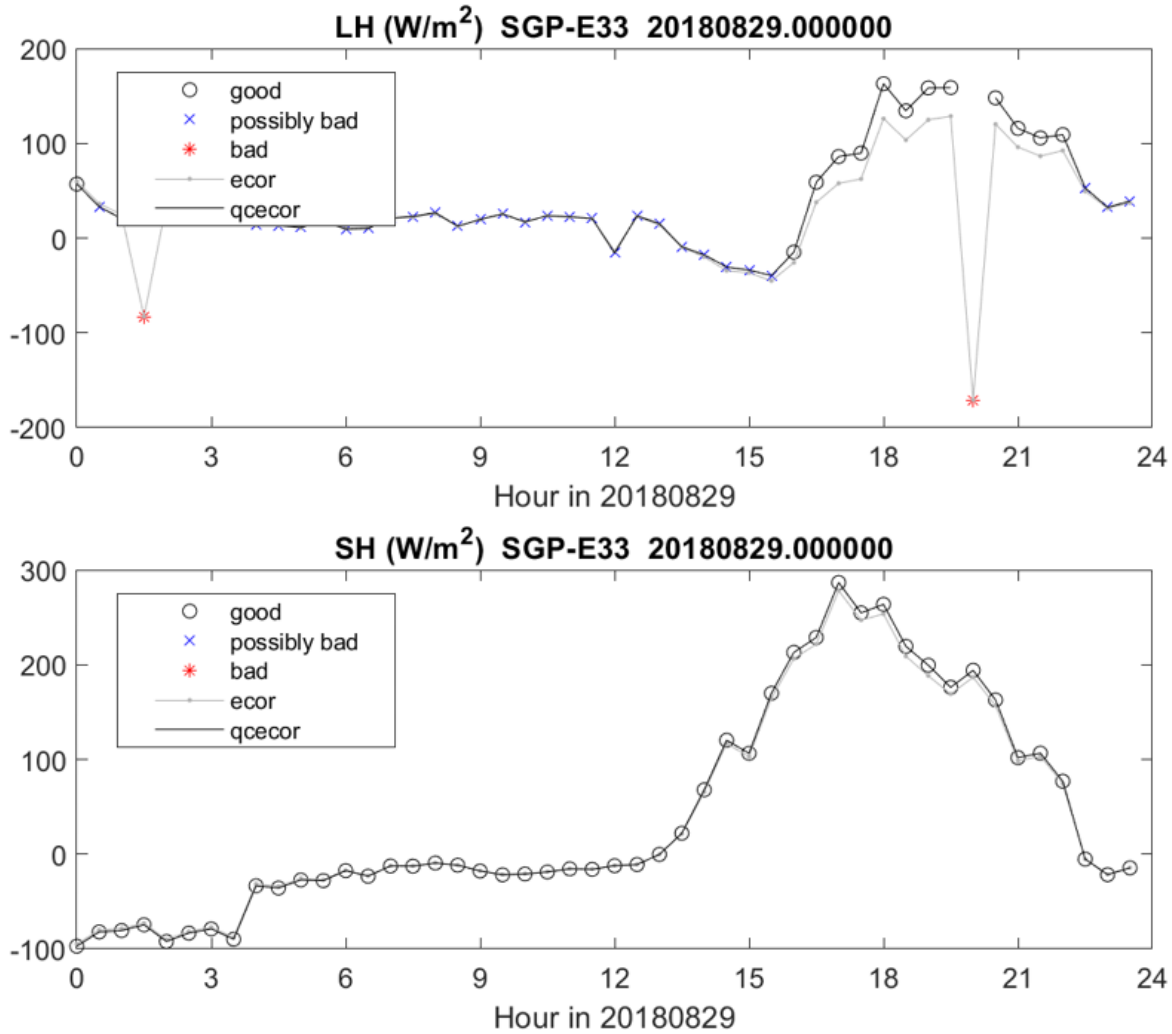 LH (W/m²) SGP-E33 20180829.000000
200
100
0
-100
-200
good
possibly bad
bad
ecor
qcecor
0 3 6 9 12 15 18 21 24
Hour in 20180829
SH (W/m²) SGP-E33 20180829.000000
300
200
100
0
-100
good
possibly bad
bad
ecor
qcecor
0 3 6 9 12 15 18 21 24
Hour in 20180829